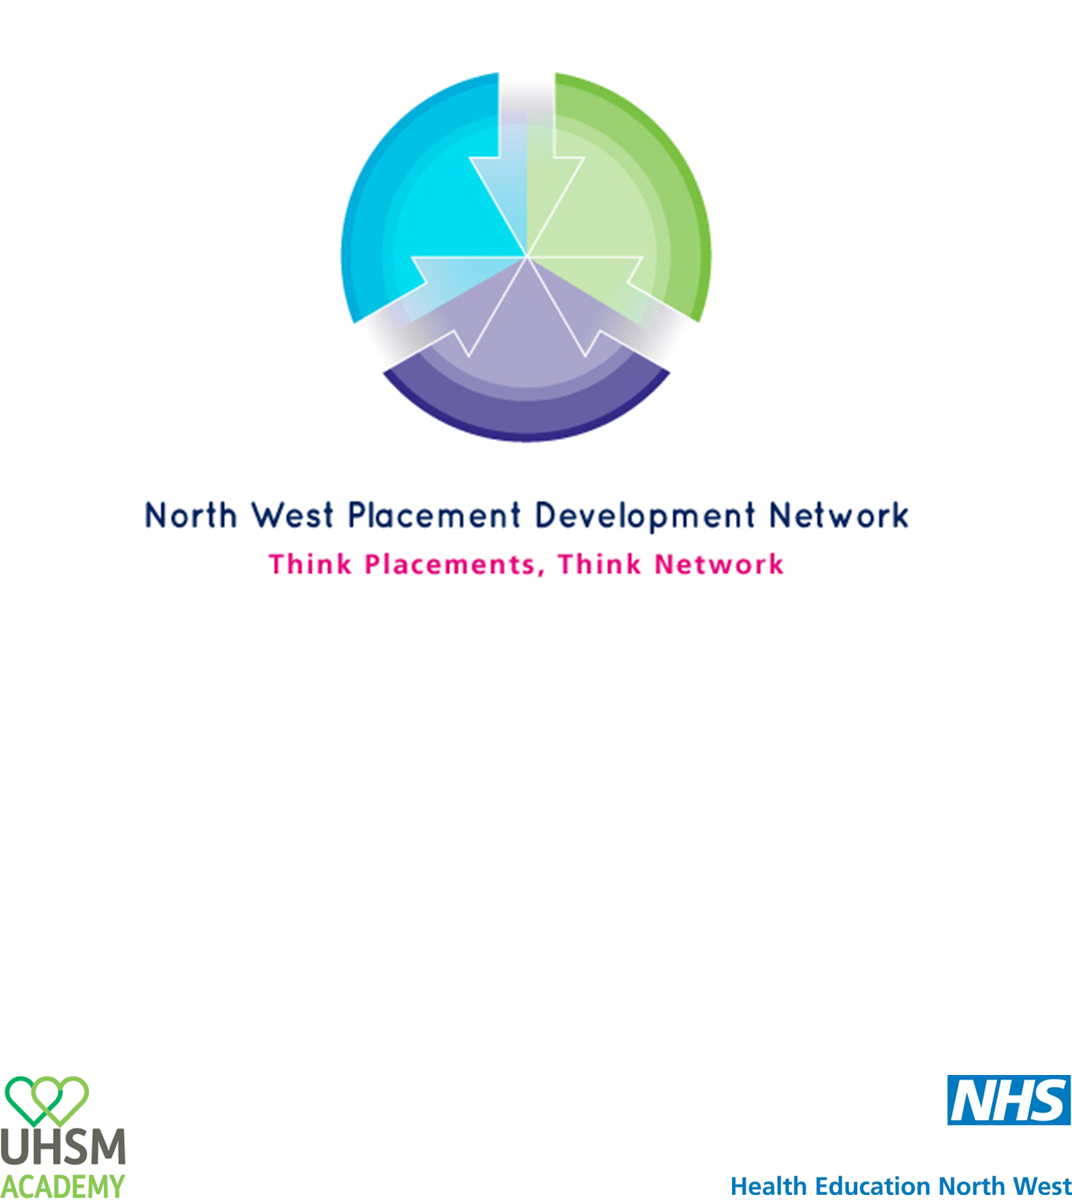 North West Placement Development Network
Think Placements, Think Network
UHSM
ACADEMY
NHS
Health Education North West